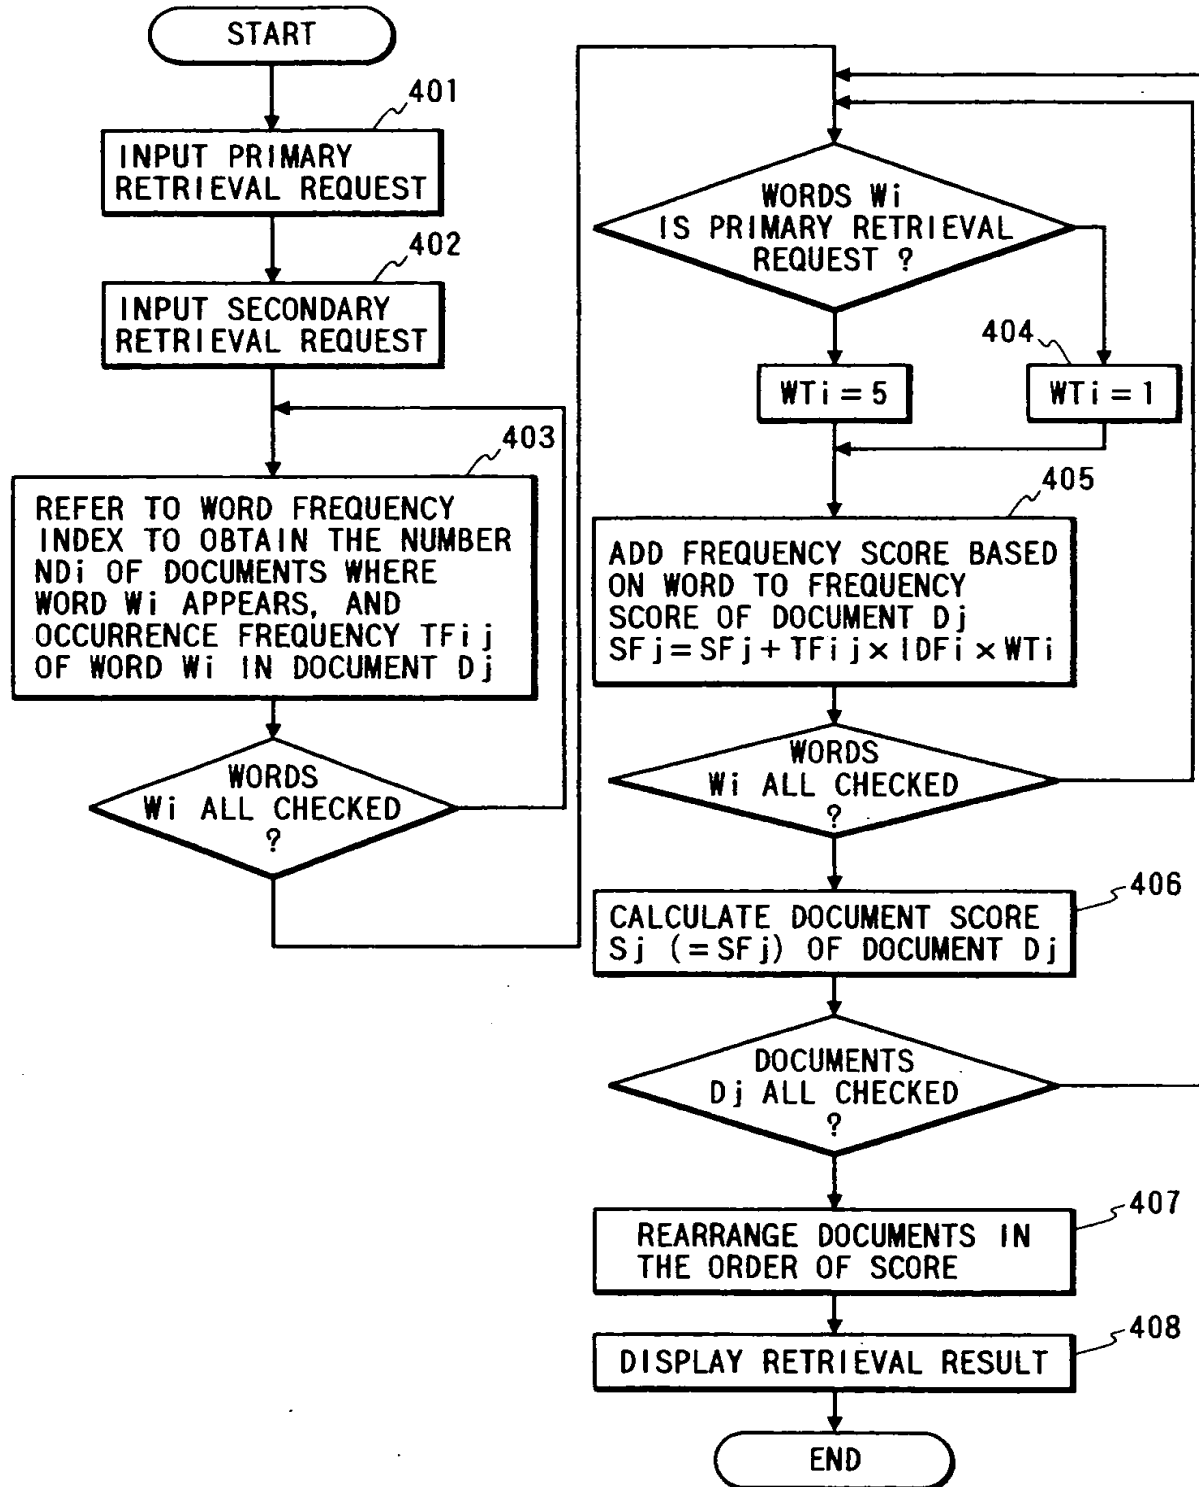 START
401
INPUT PRIMARY
RETRIEVAL REQUEST
402
INPUT SECONDARY
RETRIEVAL REQUEST
403
REFER TO WORD FREQUENCY
INDEX TO OBTAIN THE NUMBER
NDi OF DOCUMENTS WHERE
WORD Wi APPEARS, AND
OCCURRENCE FREQUENCY TFij
OF WORD Wi IN DOCUMENT Dj
WORDS
Wi ALL CHECKED
?
WORDS Wi
IS PRIMARY RETRIEVAL
REQUEST ?
404
WTi = 5
WTi = 1
405
ADD FREQUENCY SCORE BASED
ON WORD TO FREQUENCY
SCORE OF DOCUMENT Dj
SFj = SFj + TFij × IDFi × WTi
WORDS
Wi ALL CHECKED
?
406
CALCULATE DOCUMENT SCORE
Sj (= SFj) OF DOCUMENT Dj
DOCUMENTS
Dj ALL CHECKED
?
407
REARRANGE DOCUMENTS IN
THE ORDER OF SCORE
408
DISPLAY RETRIEVAL RESULT
END